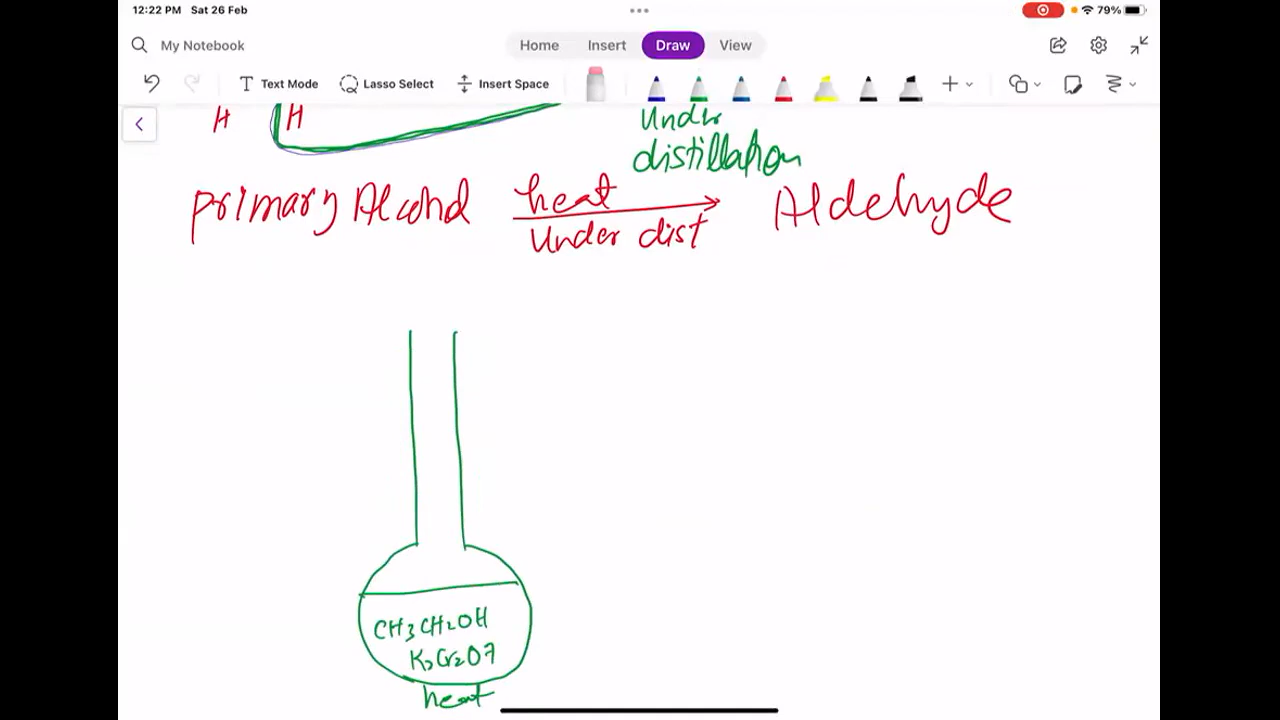 12:22 PM Sat 26 Feb
79%
My Notebook
Home Insert Draw View
Text Mode Lasso Select Insert Space
H H
Under
distillation
Primary Alcohol heat Aldehyde
Under dist
CH3CH2OH
K2Cr2O7
heat